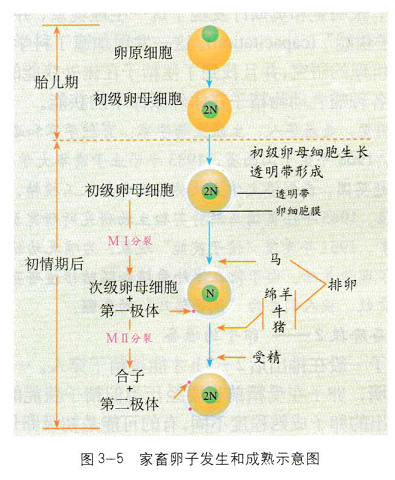 卵原细胞
胎儿期
初级卵母细胞
2N
初级卵母细胞生长
透明带形成
初级卵母细胞
2N
透明带
卵细胞膜
MⅠ分裂
初情期后
马
次级卵母细胞
+
第一极体
N
绵羊
牛
猪
排卵
MⅡ分裂
受精
合子
+
第二极体
2N
图 3-5 家畜卵子发生和成熟示意图